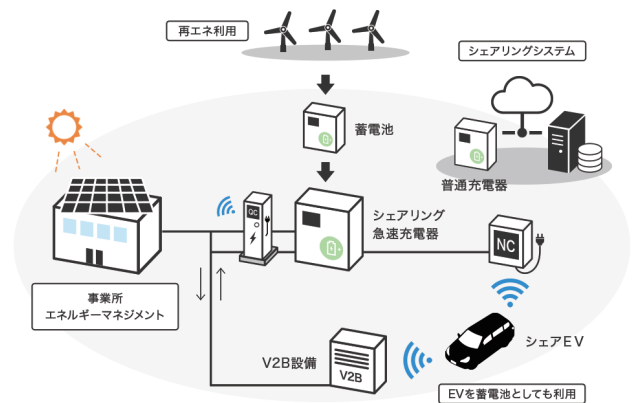 再エネ利用
シェアリングシステム
蓄電池
普通充電器
QC
シェアリング
急速充電器
NC
事業所
エネルギーマネジメント
シェアEV
V2B設備
V2B
EVを蓄電池としても利用